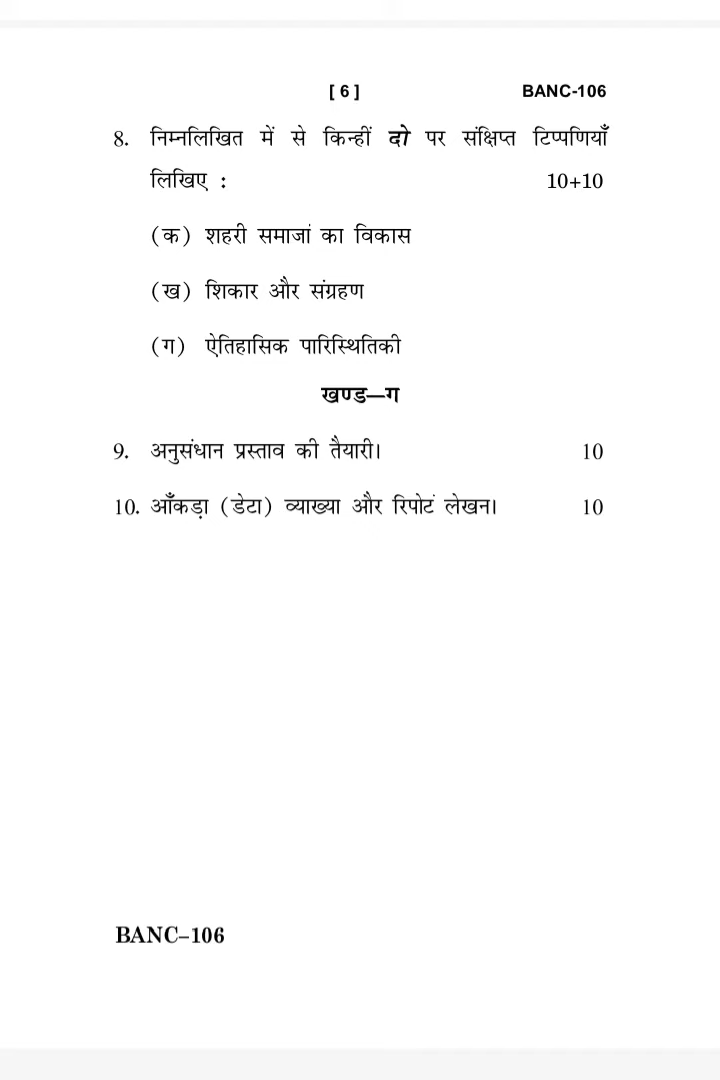 [ 6 ] BANC-106
8. निम्नलिखित में से किन्हीं दो पर संक्षिप्त टिप्पणियाँ
लिखिए : 10+10
(क) शहरी समाजां का विकास
(ख) शिकार और संग्रहण
(ग) ऐतिहासिक पारिस्थितिकी
खण्ड—ग
9. अनुसंधान प्रस्ताव की तैयारी। 10
10. आँकड़ा (डेटा) व्याख्या और रिपोटं लेखन। 10
BANC–106